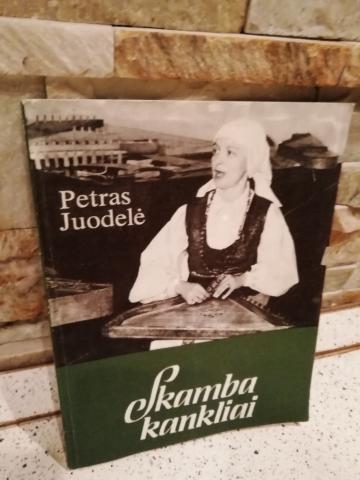 Petras
Juodelė
Skamba
kankliai